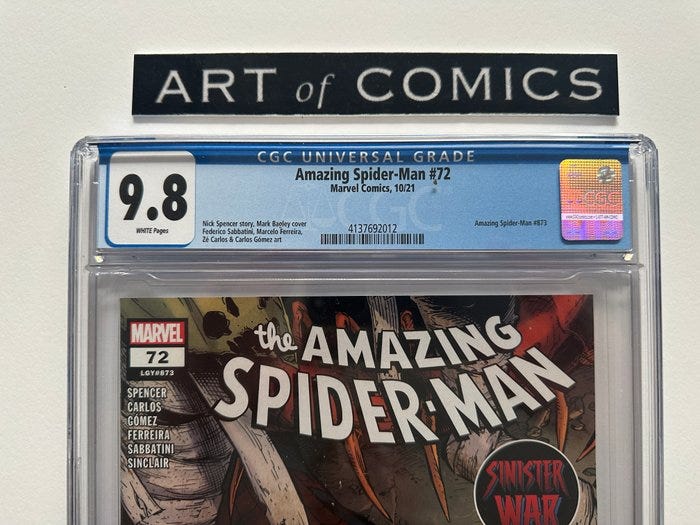 ART of COMICS
CGC UNIVERSAL GRADE
9.8
WHITE Pages
Amazing Spider-Man #72
Marvel Comics, 10/21
Nick Spencer story, Mark Bagley cover
Federico Sabbatini, Marcelo Ferreira,
Zé Carlos & Carlos Gómez art
4137692012
Amazing Spider-Man #873
CGC
MARVEL
72
LGY#873
the AMAZING
SPIDER-MAN
SPENCER
CARLOS
GÓMEZ
FERREIRA
SABBATINI
SINCLAIR
SINISTER
WAR